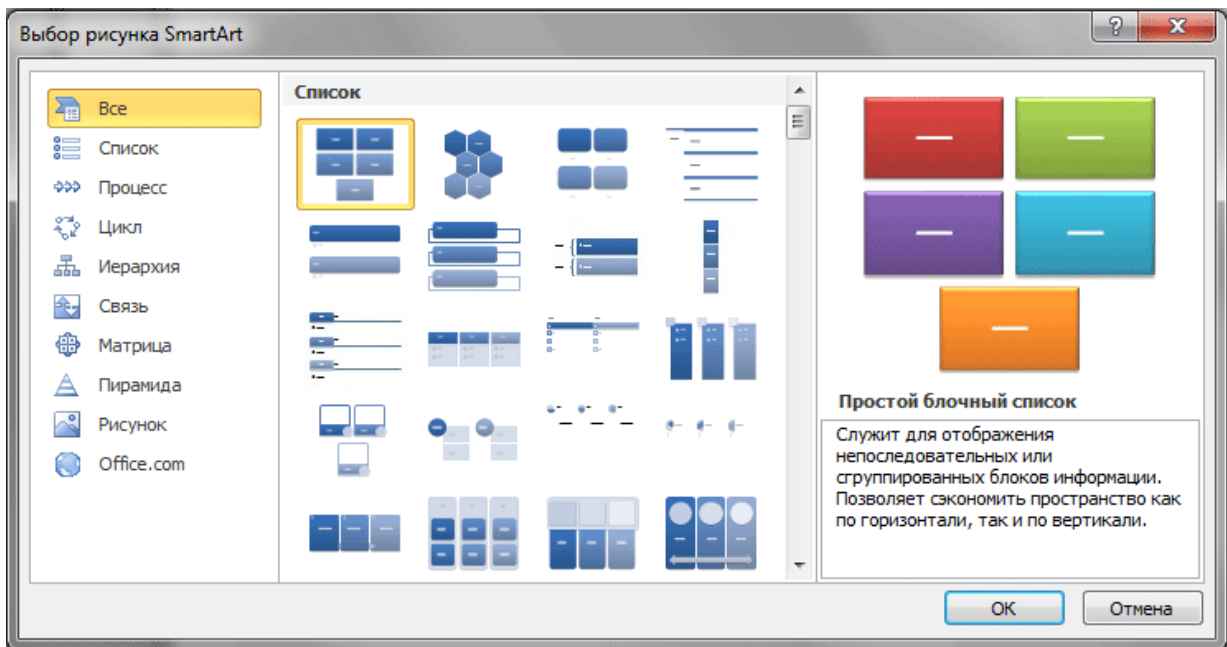 Выбор рисунка SmartArt
Все
Список
Процесс
Цикл
Иерархия
Связь
Матрица
Пирамида
Рисунок
Office.com
Список
Простой блочный список
Служит для отображения
непоследовательных или
сгруппированных блоков информации.
Позволяет сэкономить пространство как
по горизонтали, так и по вертикали.
ОК
Отмена